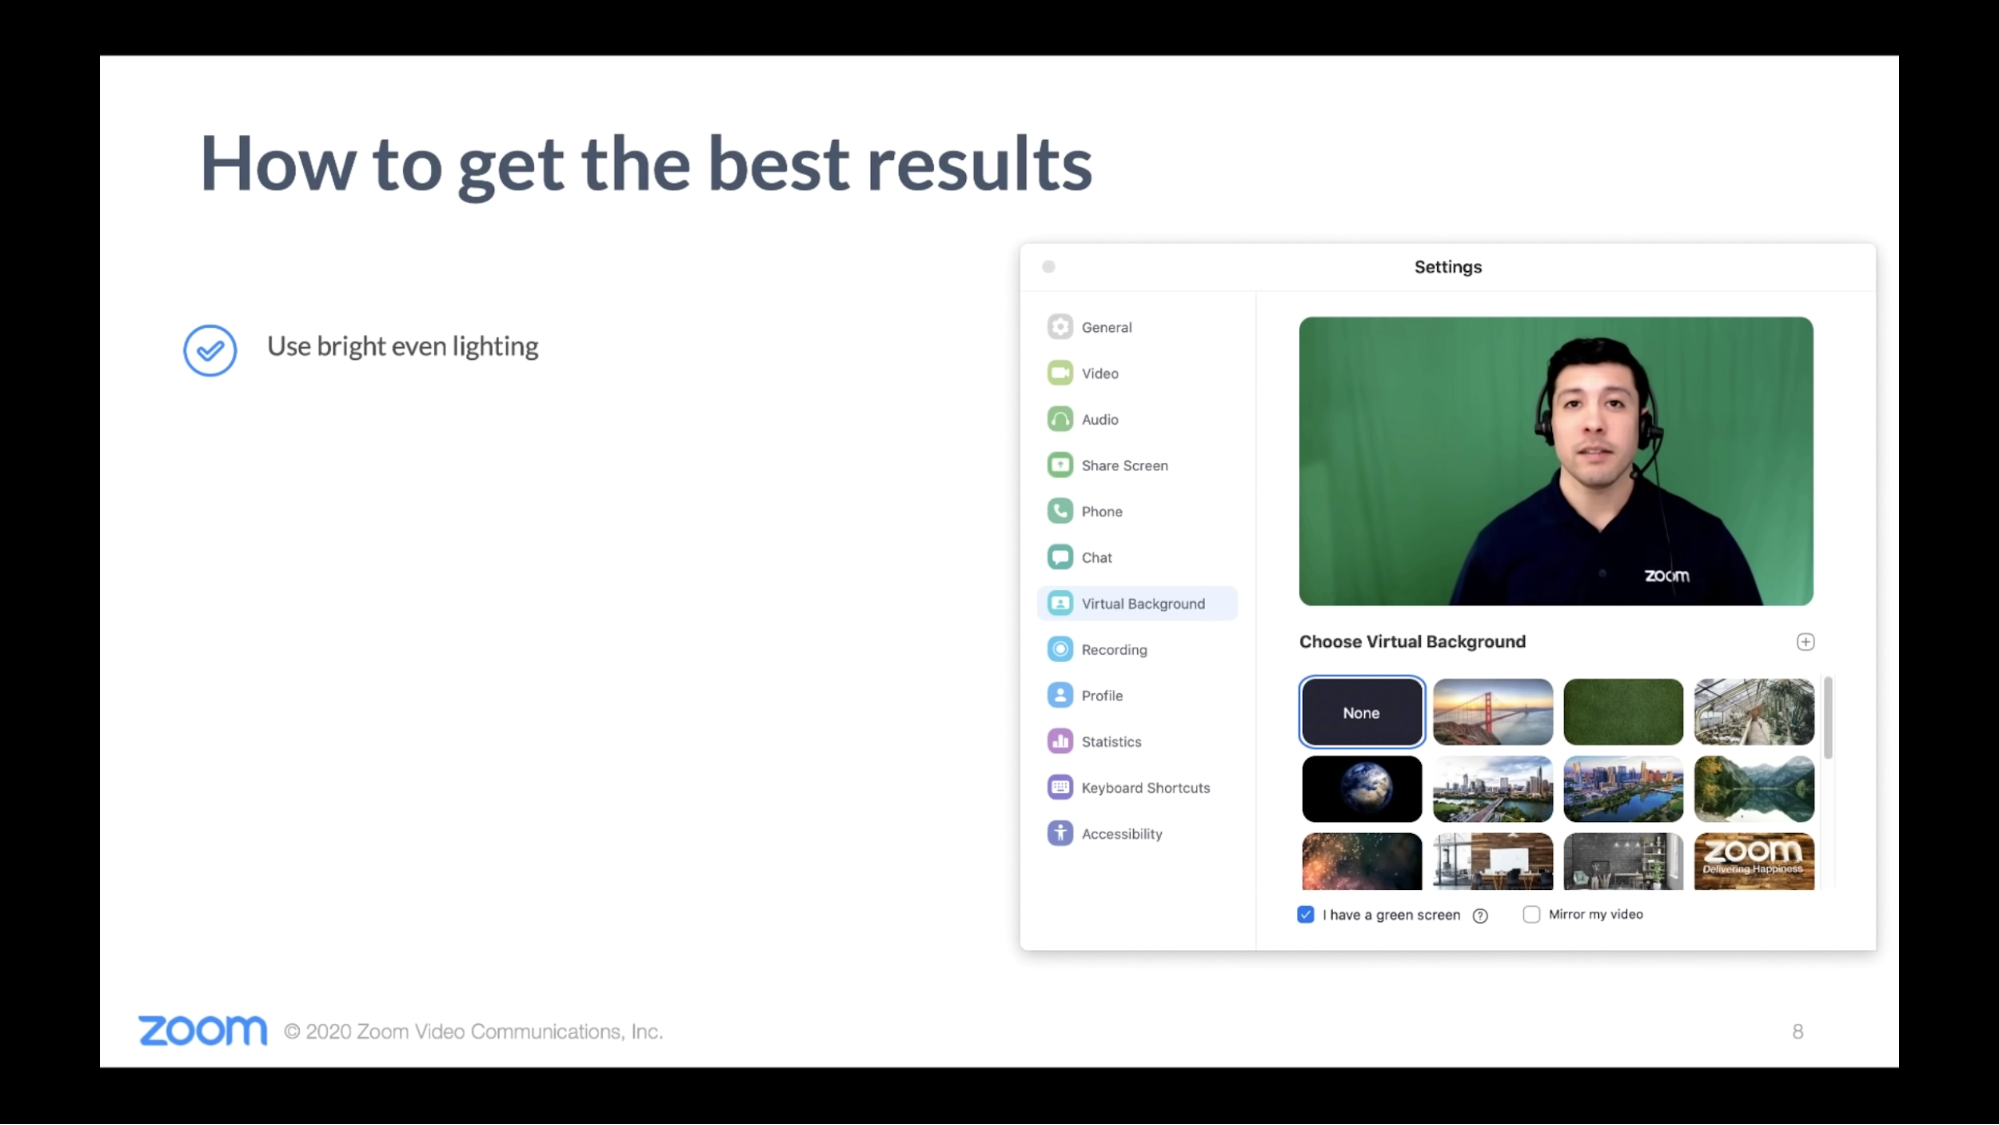 How to get the best results
Use bright even lighting
Settings
General
Video
Audio
Share Screen
Phone
Chat
Virtual Background
Recording
Profile
Statistics
Keyboard Shortcuts
Accessibility
zoom
Choose Virtual Background
None
zoom
Delivering Happiness
I have a green screen ?
Mirror my video
zoom © 2020 Zoom Video Communications, Inc.
8